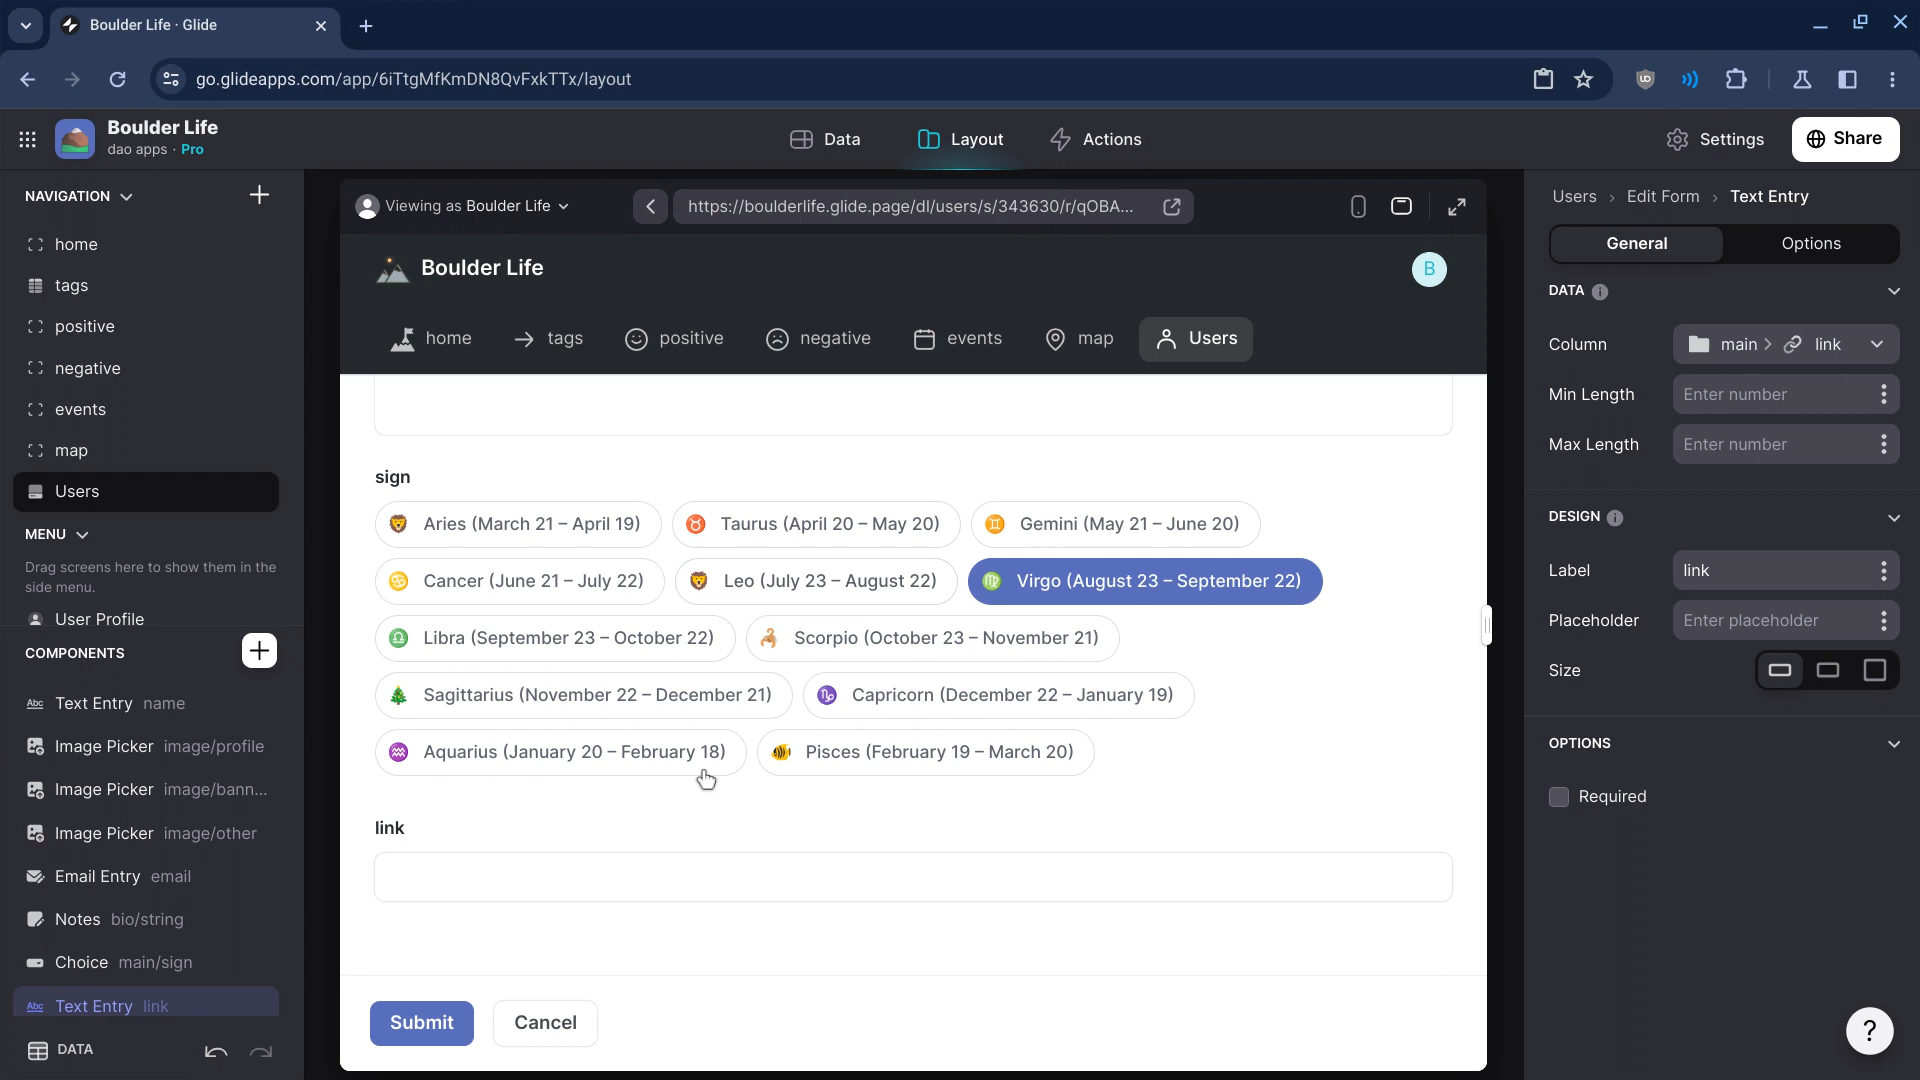 Boulder Life · Glide
go.glideapps.com/app/6iTtgMfKmDN8QvFxkTTx/layout
Boulder Life
dao apps · Pro
Data
Layout
Actions
Settings
Share
NAVIGATION
home
tags
positive
negative
events
map
Users
MENU
Drag screens here to show them in the
side menu.
User Profile
COMPONENTS
Text Entry name
Image Picker image/profile
Image Picker image/bann...
Image Picker image/other
Email Entry email
Notes bio/string
Choice main/sign
Text Entry link
DATA
Viewing as Boulder Life
https://boulderlife.glide.page/dl/users/s/343630/r/qOBA...
Boulder Life
B
home
tags
positive
negative
events
map
Users
sign
Aries (March 21 – April 19)
Taurus (April 20 – May 20)
Gemini (May 21 – June 20)
Cancer (June 21 – July 22)
Leo (July 23 – August 22)
Virgo (August 23 – September 22)
Libra (September 23 – October 22)
Scorpio (October 23 – November 21)
Sagittarius (November 22 – December 21)
Capricorn (December 22 – January 19)
Aquarius (January 20 – February 18)
Pisces (February 19 – March 20)
link
Submit
Cancel
Users › Edit Form › Text Entry
General
Options
DATA
Column
main > link
Min Length
Enter number
Max Length
Enter number
DESIGN
Label
link
Placeholder
Enter placeholder
Size
OPTIONS
Required
?